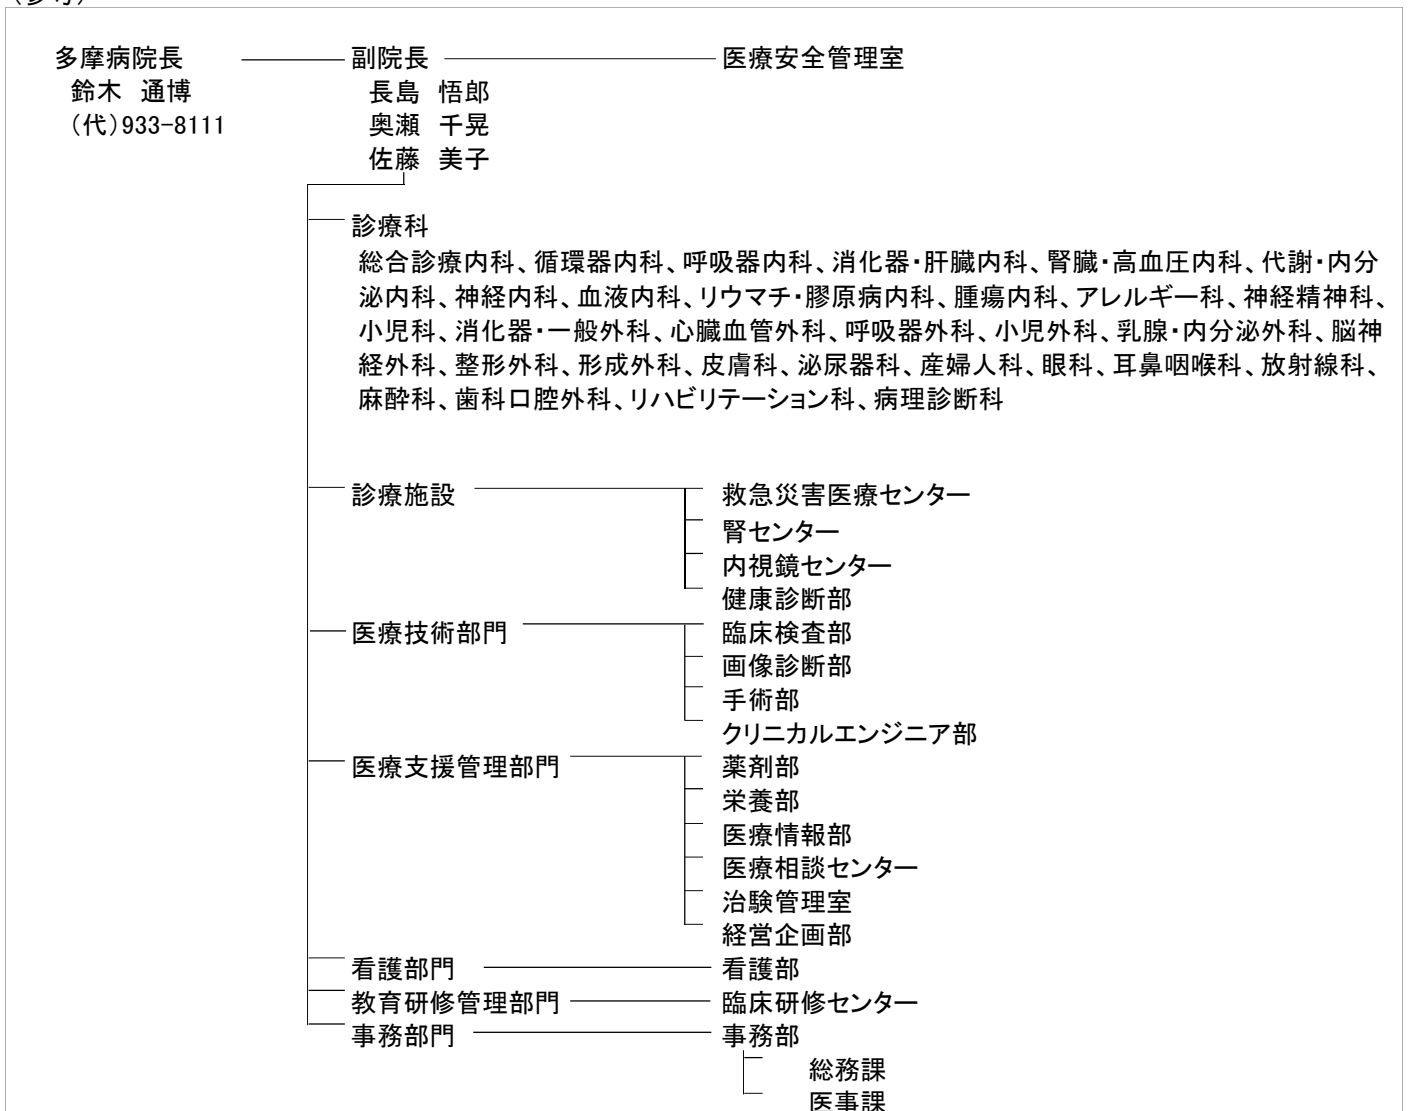 (参考)
多摩病院長 副院長 医療安全管理室
鈴木 通博 長島 悟郎
(代)933-8111 奥瀬 千晃
佐藤 美子
診療科
総合診療内科、循環器内科、呼吸器内科、消化器・肝臓内科、腎臓・高血圧内科、代謝・内分
泌内科、神経内科、血液内科、リウマチ・膠原病内科、腫瘍内科、アレルギー科、神経精神科、
小児科、消化器・一般外科、心臓血管外科、呼吸器外科、小児外科、乳腺・内分泌外科、脳神
経外科、整形外科、形成外科、皮膚科、泌尿器科、産婦人科、眼科、耳鼻咽喉科、放射線科、
麻酔科、歯科口腔外科、リハビリテーション科、病理診断科
診療施設 救急災害医療センター
腎センター
内視鏡センター
健康診断部
医療技術部門 臨床検査部
画像診断部
手術部
クリニカルエンジニア部
医療支援管理部門 薬剤部
栄養部
医療情報部
医療相談センター
治験管理室
経営企画部
看護部門 看護部
教育研修管理部門 臨床研修センター
事務部門 事務部
総務課
医事課